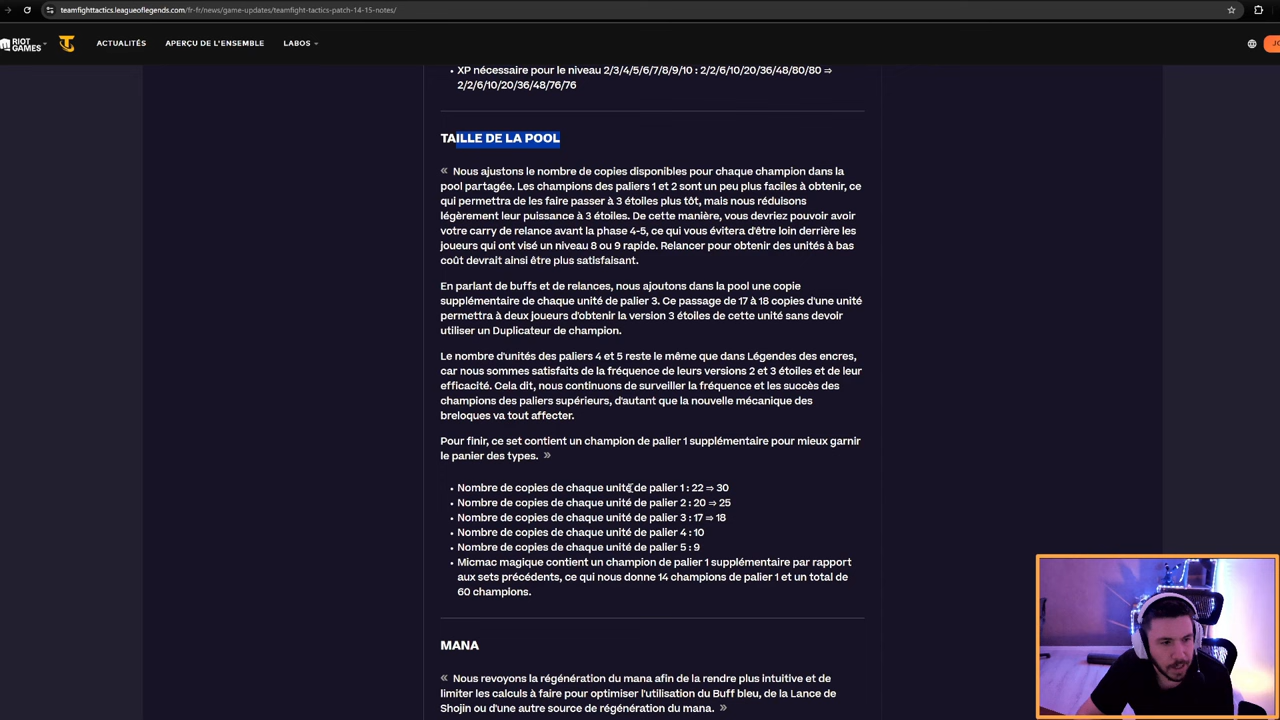 teamfighttactics.leagueoflegends.com/fr-fr/news/game-updates/teamfight-tactics-patch-14-15-notes/
RIOT GAMES ACTUALITÉS APERÇU DE L'ENSEMBLE LABOS JO
• XP nécessaire pour le niveau 2/3/4/5/6/7/8/9/10 : 2/2/6/10/20/36/48/80/80 ⇒
2/2/6/10/20/36/48/76/76
TAILLE DE LA POOL
« Nous ajustons le nombre de copies disponibles pour chaque champion dans la
pool partagée. Les champions des paliers 1 et 2 sont un peu plus faciles à obtenir, ce
qui permettra de les faire passer à 3 étoiles plus tôt, mais nous réduisons
légèrement leur puissance à 3 étoiles. De cette manière, vous devriez pouvoir avoir
votre carry de relance avant la phase 4-5, ce qui vous évitera d'être loin derrière les
joueurs qui ont visé un niveau 8 ou 9 rapide. Relancer pour obtenir des unités à bas
coût devrait ainsi être plus satisfaisant.
En parlant de buffs et de relances, nous ajoutons dans la pool une copie
supplémentaire de chaque unité de palier 3. Ce passage de 17 à 18 copies d'une unité
permettra à deux joueurs d'obtenir la version 3 étoiles de cette unité sans devoir
utiliser un Duplicateur de champion.
Le nombre d'unités des paliers 4 et 5 reste le même que dans Légendes des encres,
car nous sommes satisfaits de la fréquence de leurs versions 2 et 3 étoiles et de leur
efficacité. Cela dit, nous continuons de surveiller la fréquence et les succès des
champions des paliers supérieurs, d'autant que la nouvelle mécanique des
breloques va tout affecter.
Pour finir, ce set contient un champion de palier 1 supplémentaire pour mieux garnir
le panier des types. »
• Nombre de copies de chaque unité de palier 1 : 22 ⇒ 30
• Nombre de copies de chaque unité de palier 2 : 20 ⇒ 25
• Nombre de copies de chaque unité de palier 3 : 17 ⇒ 18
• Nombre de copies de chaque unité de palier 4 : 10
• Nombre de copies de chaque unité de palier 5 : 9
• Micmac magique contient un champion de palier 1 supplémentaire par rapport
aux sets précédents, ce qui nous donne 14 champions de palier 1 et un total de
60 champions.
MANA
« Nous revoyons la régénération du mana afin de la rendre plus intuitive et de
limiter les calculs à faire pour optimiser l'utilisation du Buff bleu, de la Lance de
Shojin ou d'une autre source de régénération du mana. »